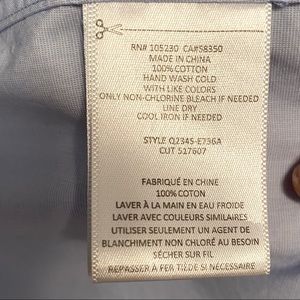 RN# 105230 CA#58350
MADE IN CHINA
100% COTTON
HAND WASH COLD
WITH LIKE COLORS
ONLY NON-CHLORINE BLEACH IF NEEDED
LINE DRY
COOL IRON IF NEEDED
STYLE Q2345-E736A
CUT 517607
FABRIQUÉ EN CHINE
100% COTON
LAVER À LA MAIN EN EAU FROIDE
LAVER AVEC COULEURS SIMILAIRES
UTILISER SEULEMENT UN AGENT DE
BLANCHIMENT NON CHLORÉ AU BESOIN
SÉCHER SUR FIL
REPASSER À FER TIÈDE SI NECESSAIRE